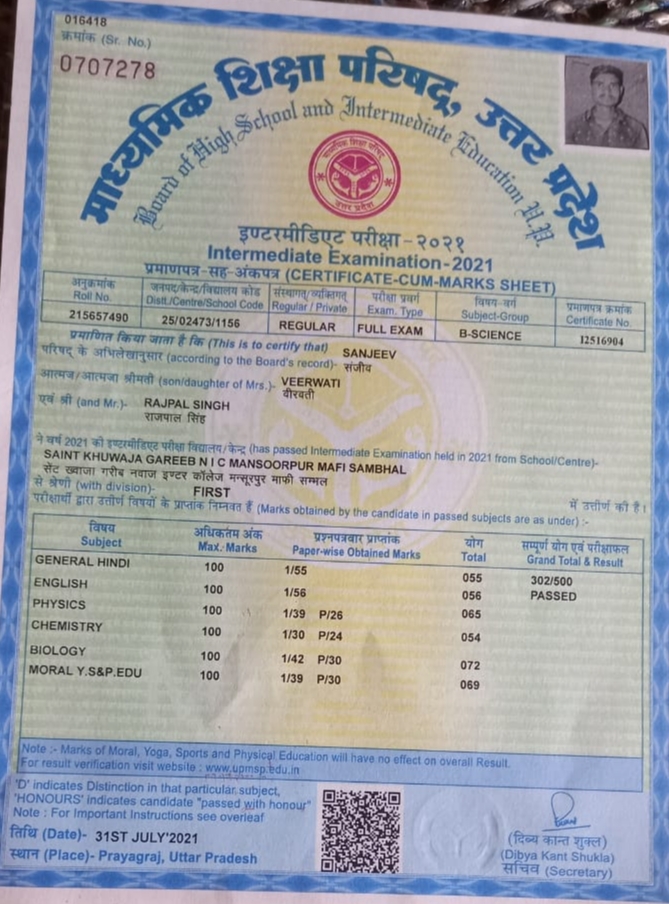 016418
क्रमांक (Sr. No.)
0707278
माध्यमिक शिक्षा परिषद्, उत्तर प्रदेश
Board of High School and Intermediate Education U.P.
माध्यमिक शिक्षा परिषद
उत्तर प्रदेश
इण्टरमीडिएट परीक्षा-२०२१
Intermediate Examination-2021
प्रमाणपत्र-सह-अंकपत्र (CERTIFICATE-CUM-MARKS SHEET)
अनुक्रमांक जनपद/केन्द्र/विद्यालय कोड संस्थागत/व्यक्तिगत परीक्षा प्रवर्ग विषय-वर्ग प्रमाणपत्र क्रमांक
Roll No. Distt./Centre/School Code Regular / Private Exam. Type Subject-Group Certificate No.
215657490 25/02473/1156 REGULAR FULL EXAM B-SCIENCE 12516904
प्रमाणित किया जाता है कि (This is to certify that)
परिषद् के अभिलेखानुसार (according to the Board's record)- SANJEEV
संजीव
आत्मज/आत्मजा श्रीमती (son/daughter of Mrs.)- VEERWATI
वीरवती
एवं श्री (and Mr.)- RAJPAL SINGH
राजपाल सिंह
ने वर्ष 2021 की इण्टरमीडिएट परीक्षा विद्यालय/केन्द्र (has passed Intermediate Examination held in 2021 from School/Centre)-
SAINT KHUWAJA GAREEB N I C MANSOORPUR MAFI SAMBHAL
सेंट ख्वाजा गरीब नवाज इण्टर कॉलेज मन्सूरपुर माफी सम्भल
से श्रेणी (with division)- FIRST में उत्तीर्ण की है।
परीक्षार्थी द्वारा उत्तीर्ण विषयों के प्राप्तांक निम्नवत हैं (Marks obtained by the candidate in passed subjects are as under) :-
विषय अधिकतम अंक प्रश्नपत्रवार प्राप्तांक योग सम्पूर्ण योग एवं परीक्षाफल
Subject Max. Marks Paper-wise Obtained Marks Total Grand Total & Result
GENERAL HINDI 100 1/55 055 302/500
ENGLISH 100 1/56 056 PASSED
PHYSICS 100 1/39 P/26 065
CHEMISTRY 100 1/30 P/24 054
BIOLOGY 100 1/42 P/30 072
MORAL Y.S&P.EDU 100 1/39 P/30 069
Note :- Marks of Moral, Yoga, Sports and Physical Education will have no effect on overall Result.
For result verification visit website : www.upmsp.edu.in
'D' indicates Distinction in that particular subject,
'HONOURS' indicates candidate "passed with honour"
Note : For Important Instructions see overleaf
तिथि (Date)- 31ST JULY'2021
स्थान (Place)- Prayagraj, Uttar Pradesh
(दिब्य कान्त शुक्ल)
(Dibya Kant Shukla)
सचिव (Secretary)